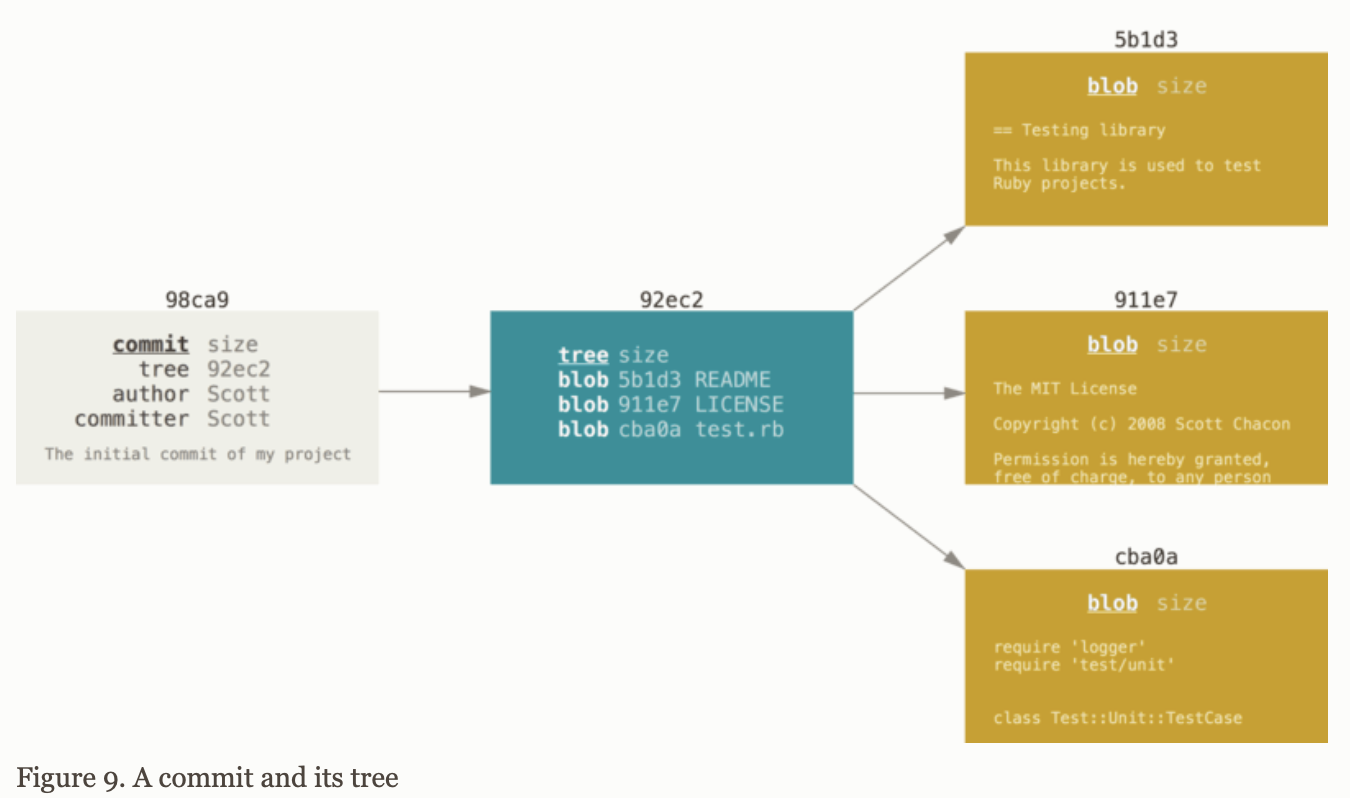 5b1d3
blob size
== Testing library
This library is used to test
Ruby projects.
98ca9
commit size
tree 92ec2
author Scott
committer Scott
The initial commit of my project
92ec2
tree size
blob 5b1d3 README
blob 911e7 LICENSE
blob cba0a test.rb
911e7
blob size
The MIT License
Copyright (c) 2008 Scott Chacon
Permission is hereby granted,
free of charge, to any person
cba0a
blob size
require 'logger'
require 'test/unit'
class Test::Unit::TestCase
Figure 9. A commit and its tree